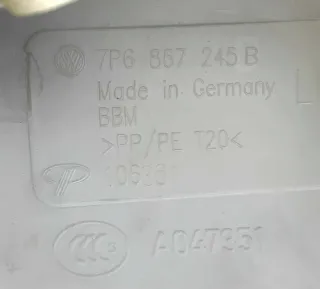 7P6 867 245 B
Made in Germany
L
BBM
>PP/PE T20<
A047351